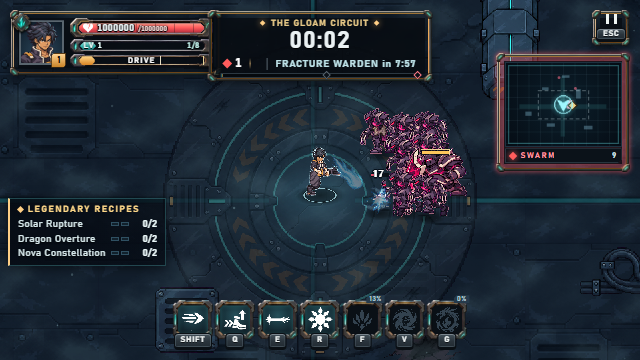 1000000 /1000000
LV 1 1/8
1 DRIVE
THE GLOAM CIRCUIT
00:02
1 FRACTURE WARDEN in 7:57
ESC
SWARM 9
17
LEGENDARY RECIPES
Solar Rupture 0/2
Dragon Overture 0/2
Nova Constellation 0/2
13% 0%
SHIFT Q E R F V G